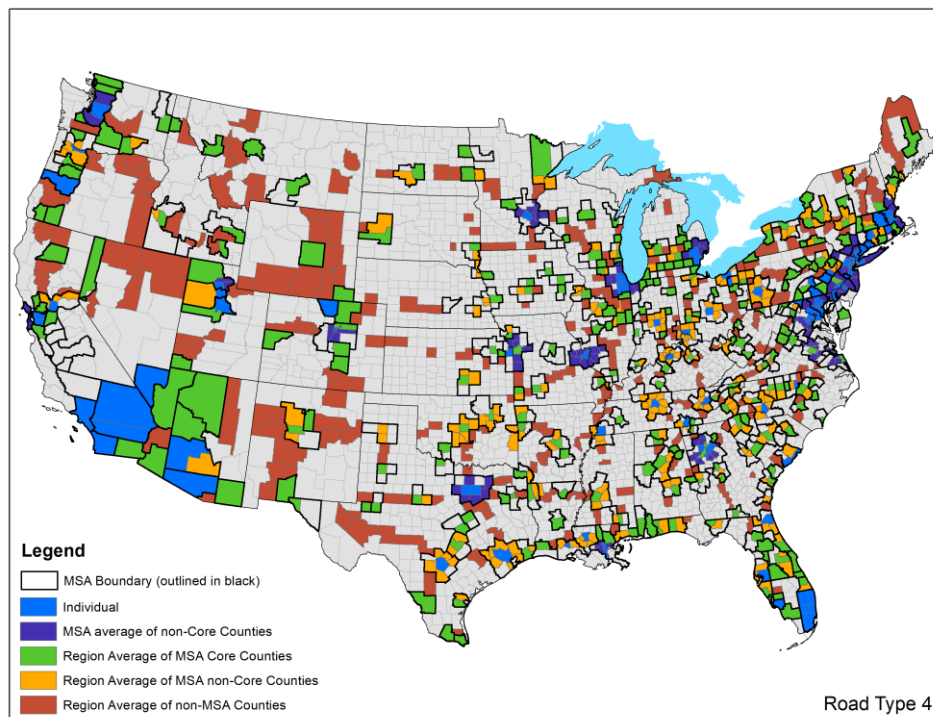 Legend
MSA Boundary (outlined in black)
Individual
MSA average of non-Core Counties
Region Average of MSA Core Counties
Region Average of MSA non-Core Counties
Region Average of non-MSA Counties
Road Type 4